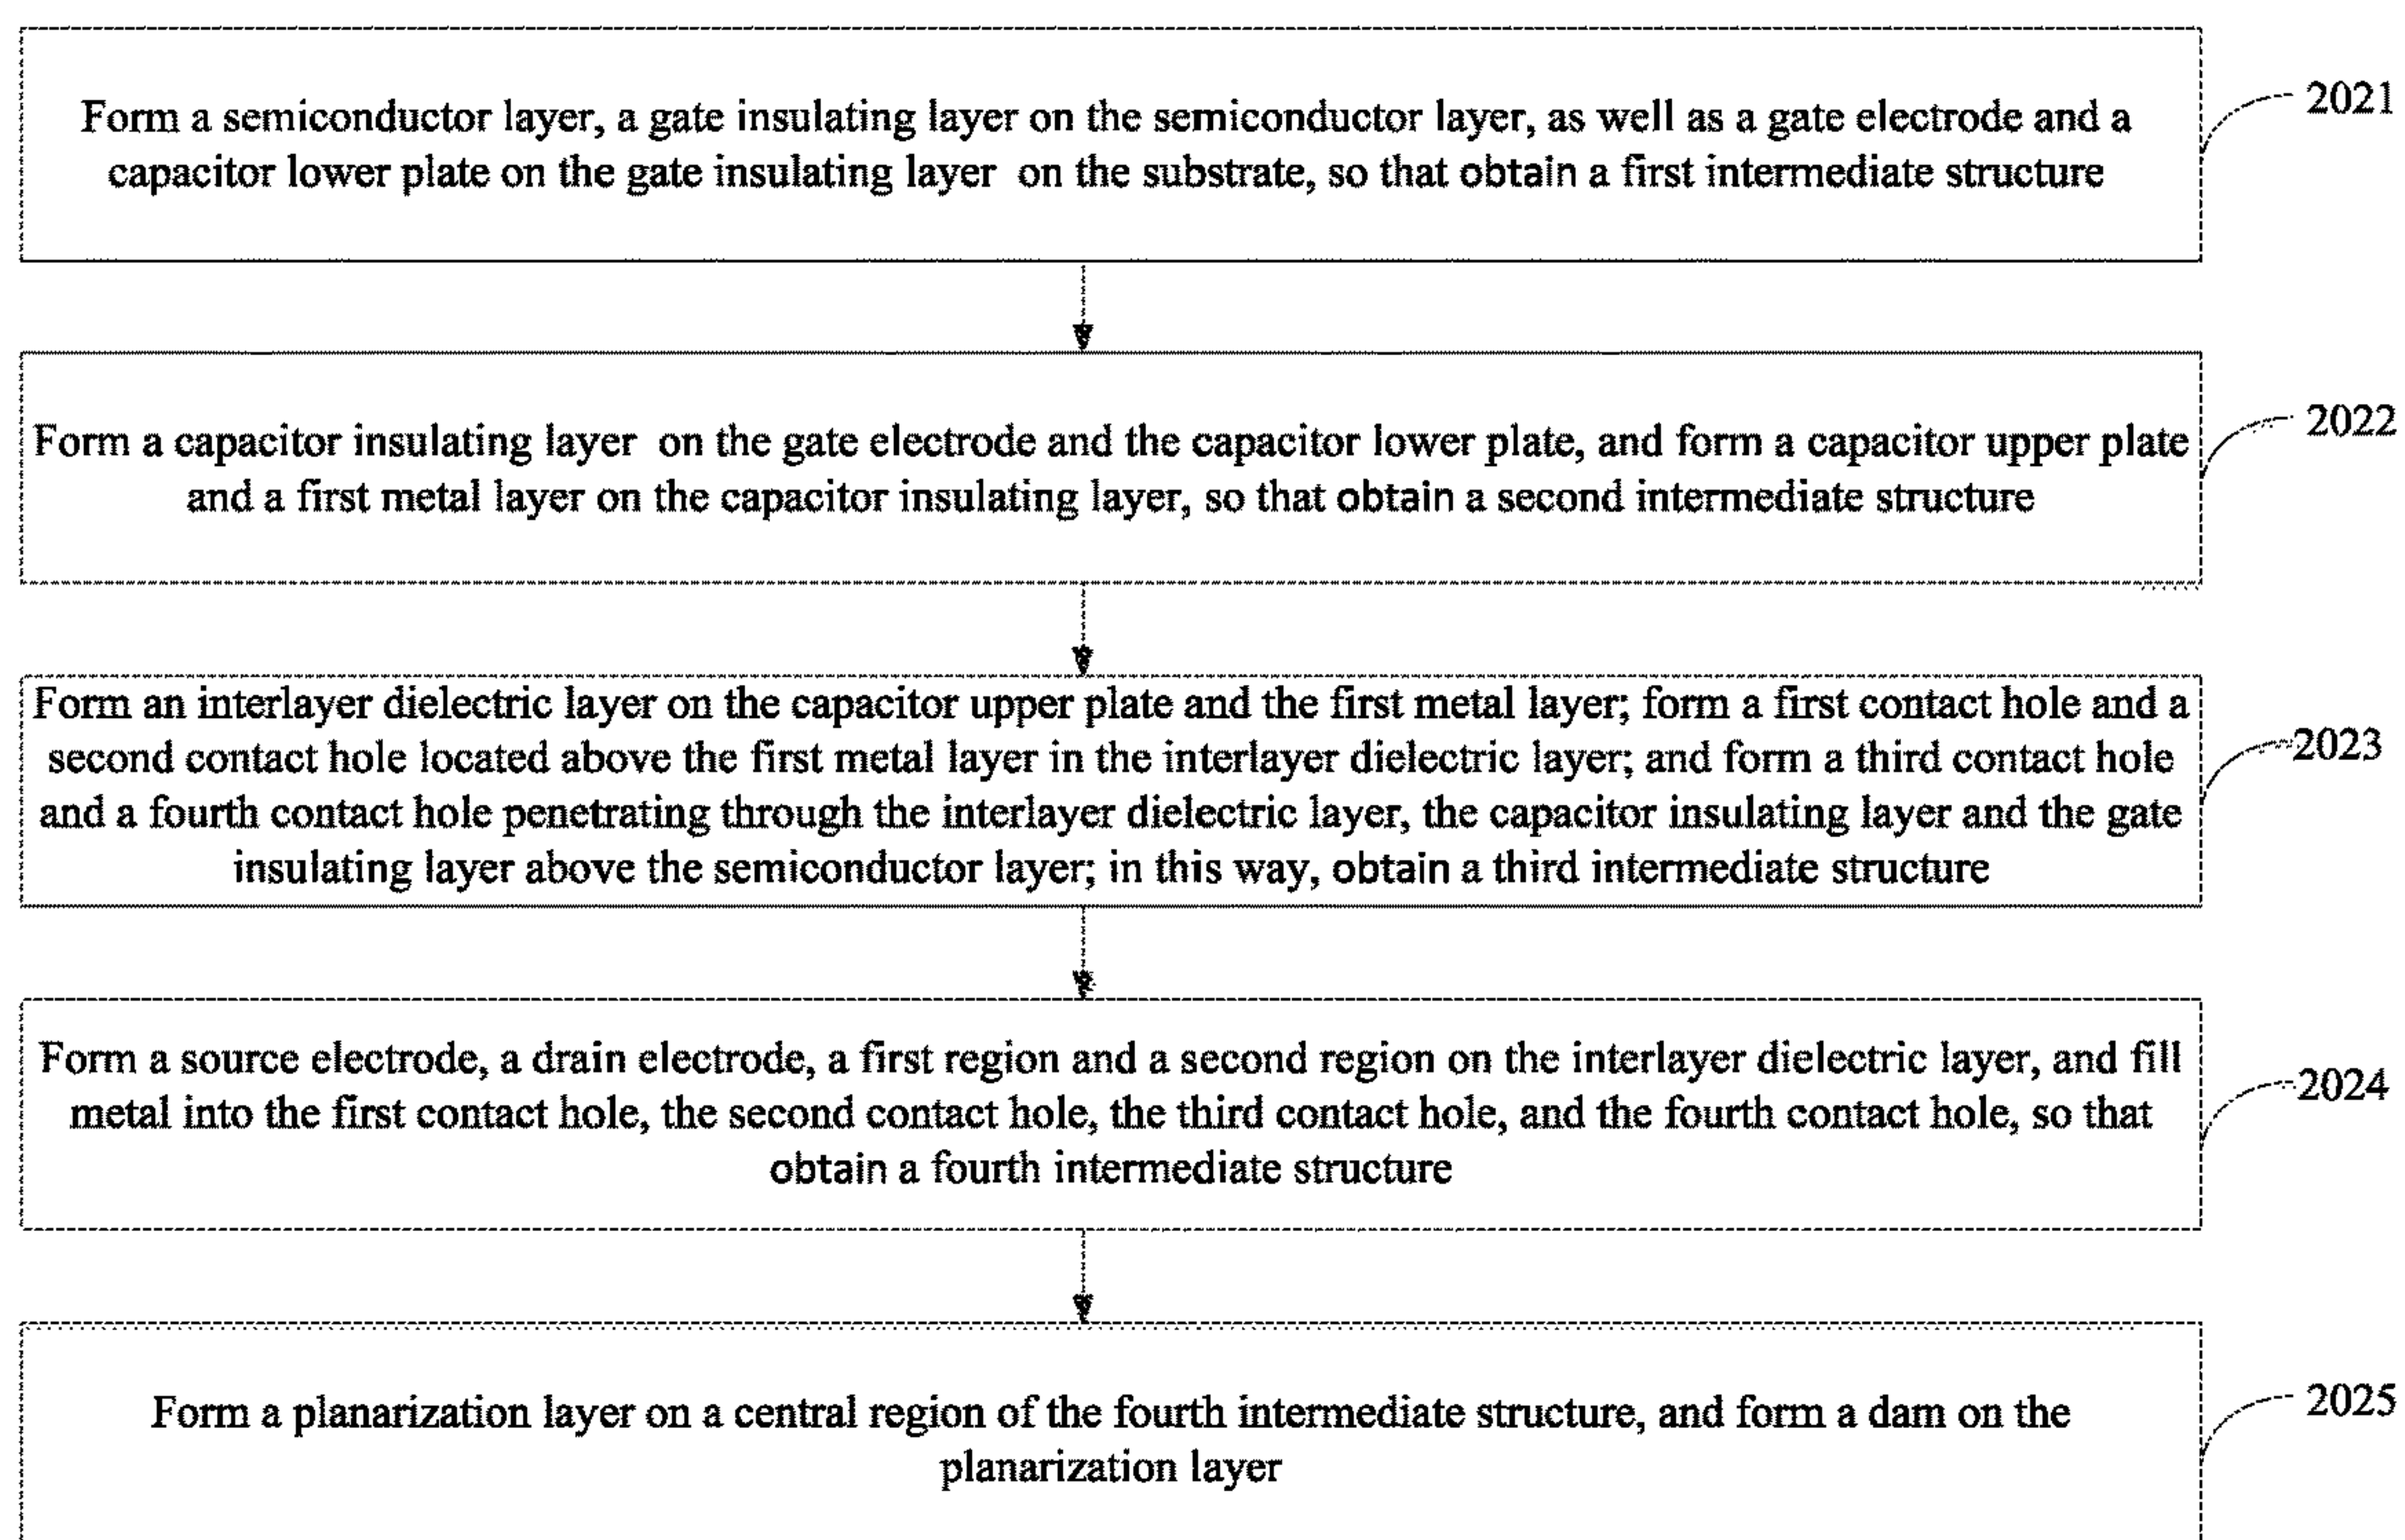 Form a semiconductor layer, a gate insulating layer on the semiconductor layer, as well as a gate electrode and a
capacitor lower plate on the gate insulating layer on the substrate, so that obtain a first intermediate structure
2021
Form a capacitor insulating layer on the gate electrode and the capacitor lower plate, and form a capacitor upper plate
and a first metal layer on the capacitor insulating layer, so that obtain a second intermediate structure
2022
Form an interlayer dielectric layer on the capacitor upper plate and the first metal layer; form a first contact hole and a
second contact hole located above the first metal layer in the interlayer dielectric layer; and form a third contact hole
and a fourth contact hole penetrating through the interlayer dielectric layer, the capacitor insulating layer and the gate
insulating layer above the semiconductor layer; in this way, obtain a third intermediate structure
2023
Form a source electrode, a drain electrode, a first region and a second region on the interlayer dielectric layer, and fill
metal into the first contact hole, the second contact hole, the third contact hole, and the fourth contact hole, so that
obtain a fourth intermediate structure
2024
Form a planarization layer on a central region of the fourth intermediate structure, and form a dam on the
planarization layer
2025